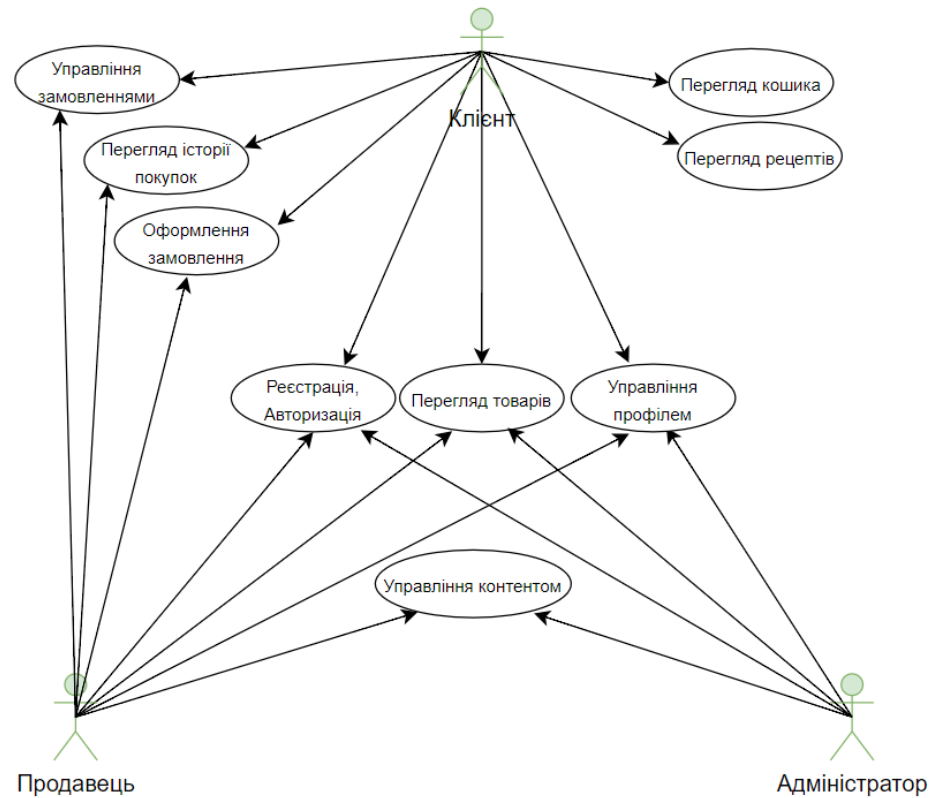 Клієнт
Управління
замовленнями
Перегляд кошика
Перегляд історії
покупок
Перегляд рецептів
Оформлення
замовлення
Реєстрація,
Авторизація
Перегляд товарів
Управління
профілем
Управління контентом
Продавець
Адміністратор